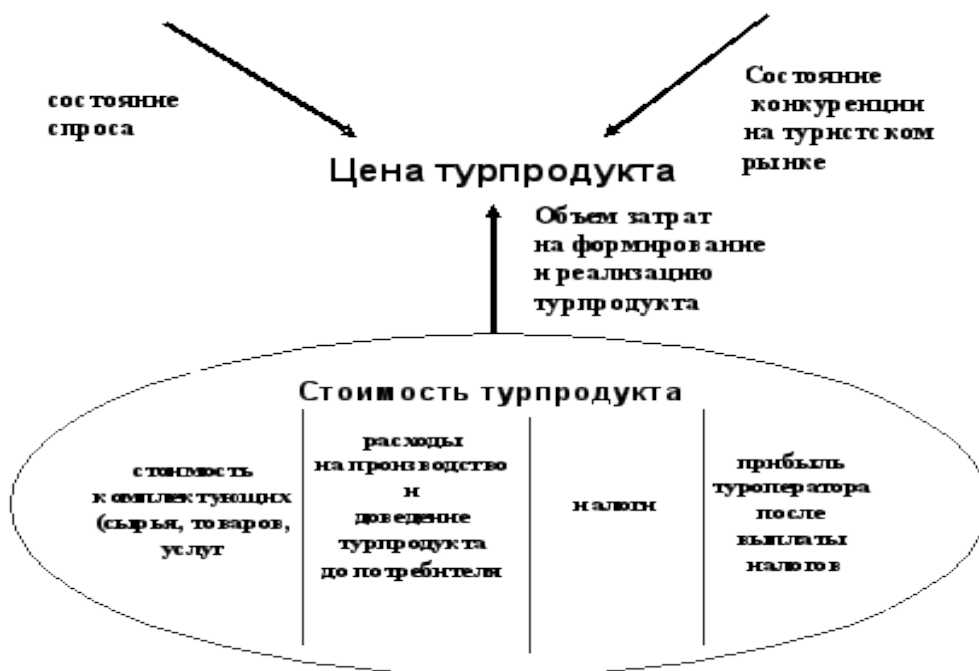 состояние
спроса
Состояние
конкуренции
на туристском
рынке
Цена турпродукта
Объем затрат
на формирование
и реализацию
турпродукта
Стоимость турпродукта
стоимость
комплектующих
(сырья, товаров,
услуг
расходы
на производство
и
доведение
турпродукта
до потребителя
налоги
прибыль
туроператора
после
выплаты
налогов